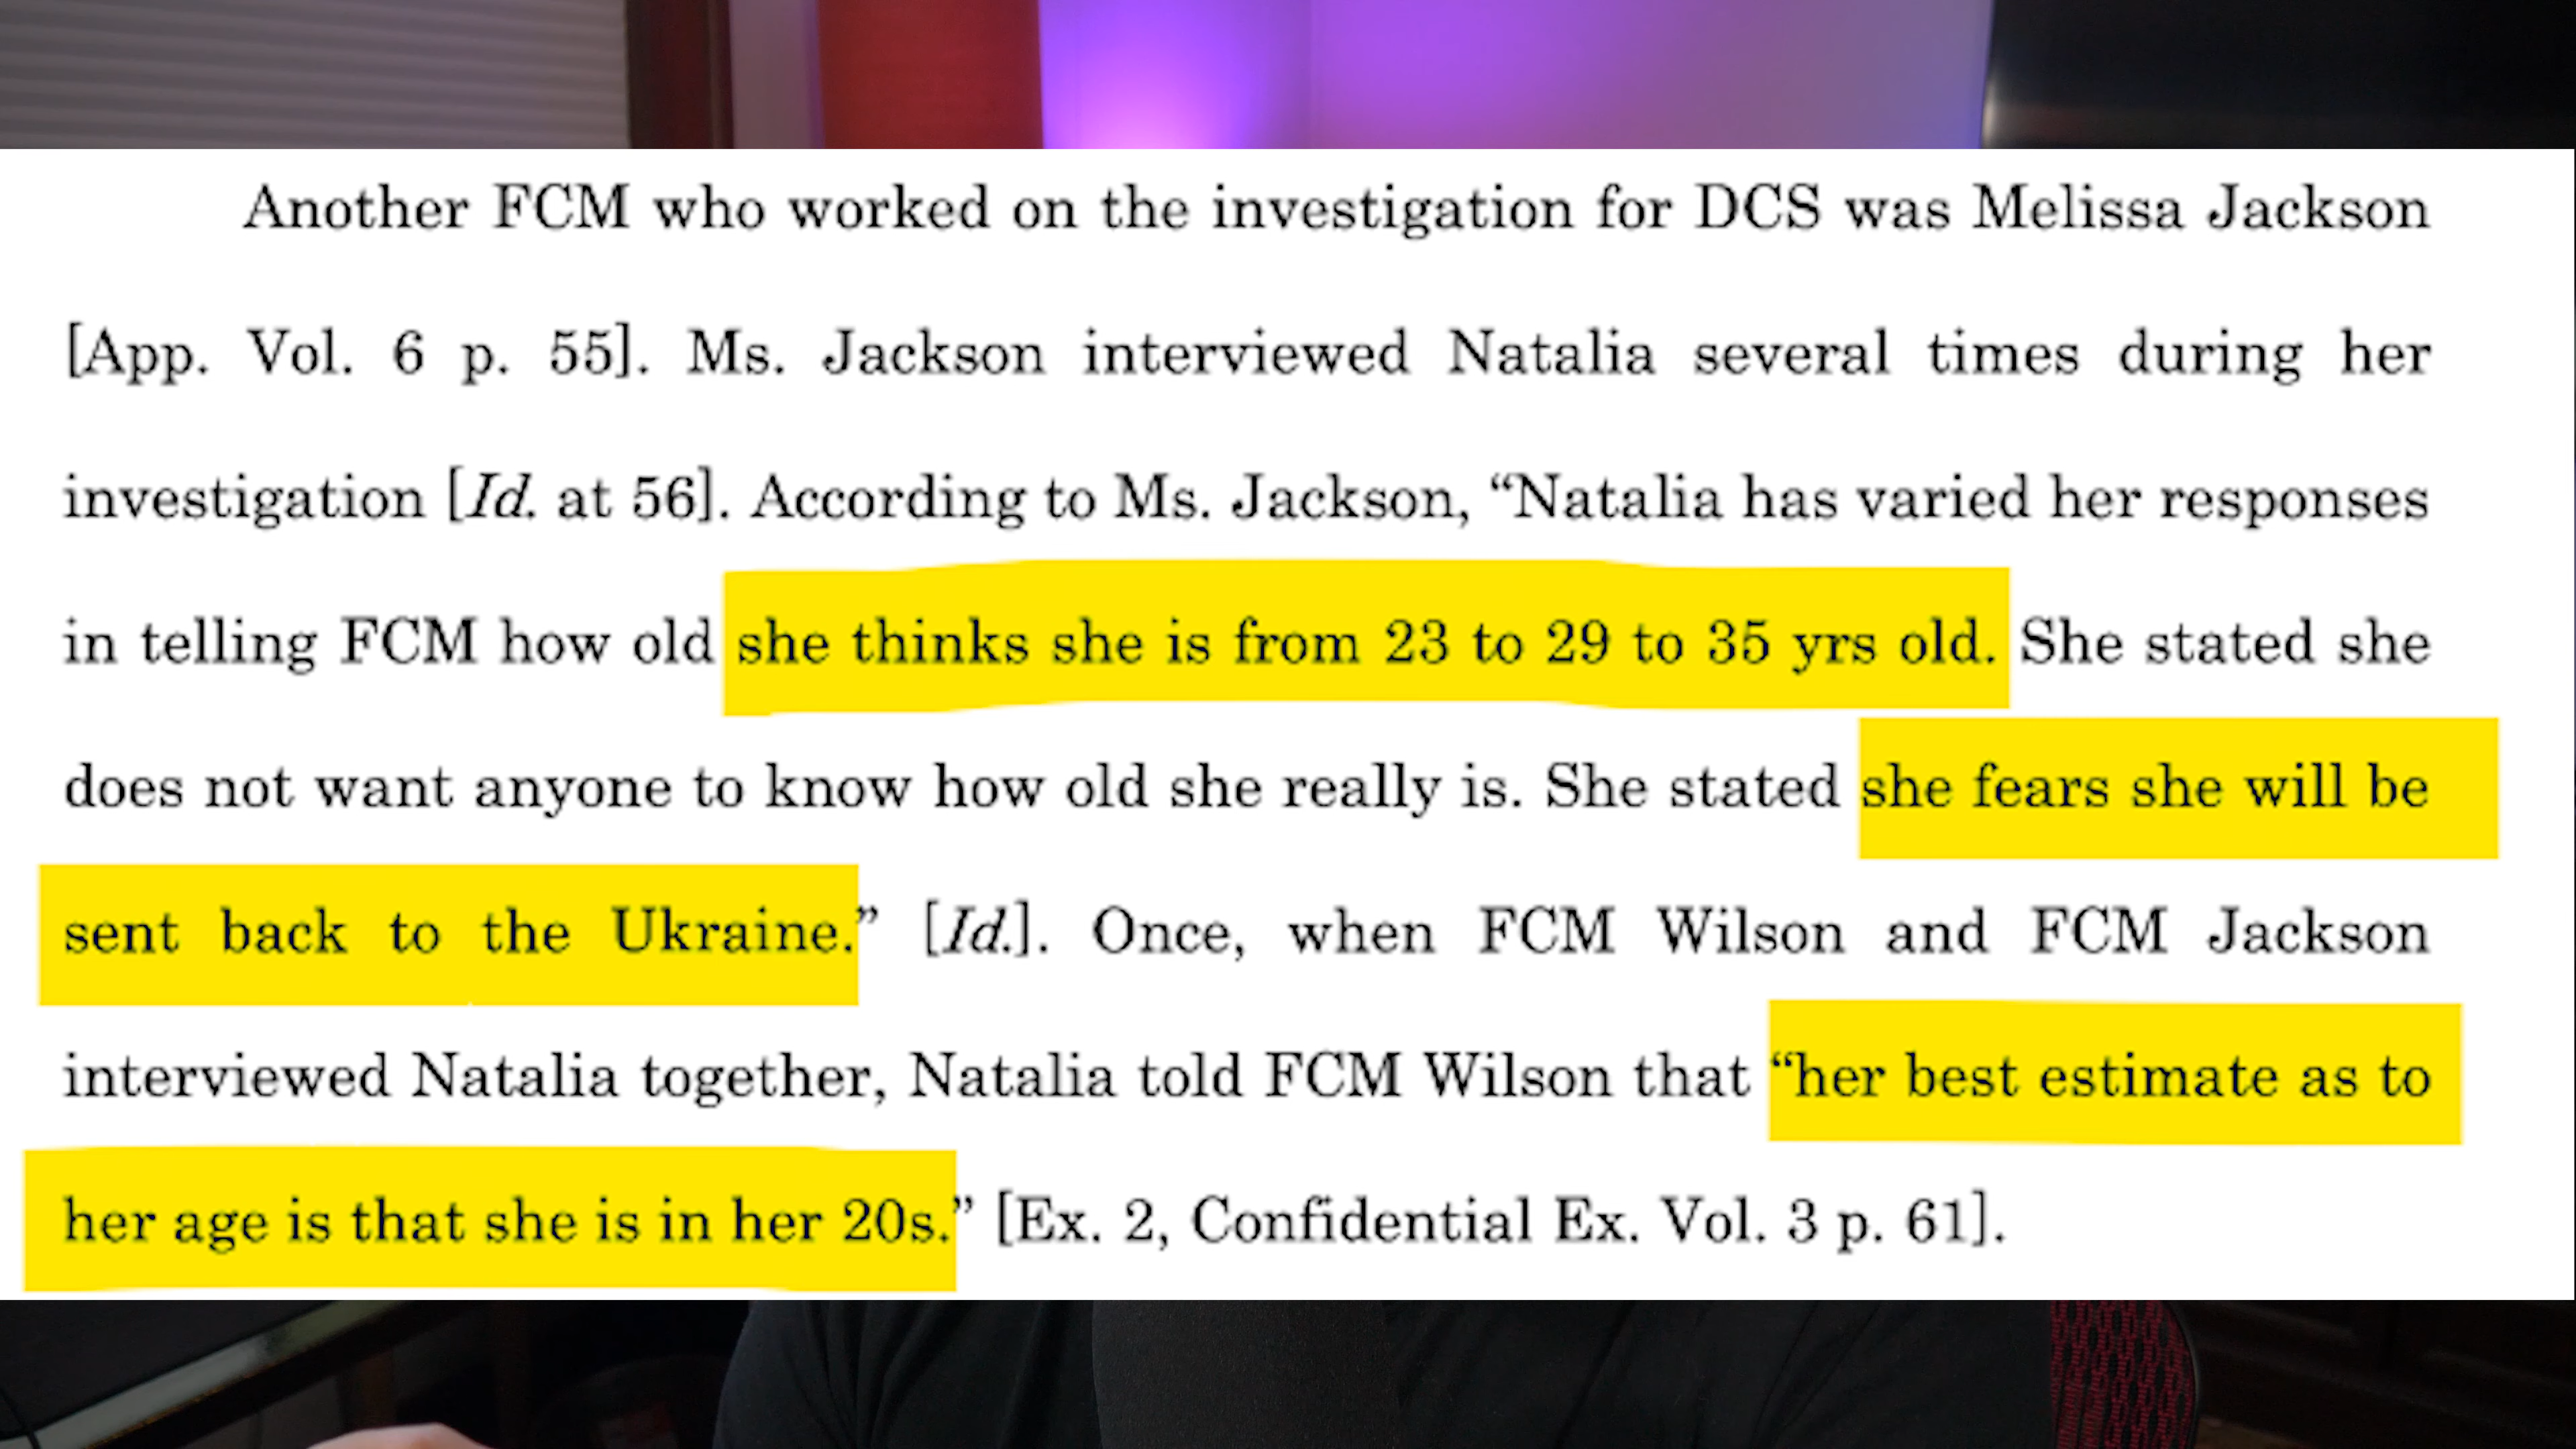 Another FCM who worked on the investigation for DCS was Melissa Jackson
[App. Vol. 6 p. 55]. Ms. Jackson interviewed Natalia several times during her
investigation [Id. at 56]. According to Ms. Jackson, “Natalia has varied her responses
in telling FCM how old she thinks she is from 23 to 29 to 35 yrs old. She stated she
does not want anyone to know how old she really is. She stated she fears she will be
sent back to the Ukraine.” [Id.]. Once, when FCM Wilson and FCM Jackson
interviewed Natalia together, Natalia told FCM Wilson that “her best estimate as to
her age is that she is in her 20s.” [Ex. 2, Confidential Ex. Vol. 3 p. 61].